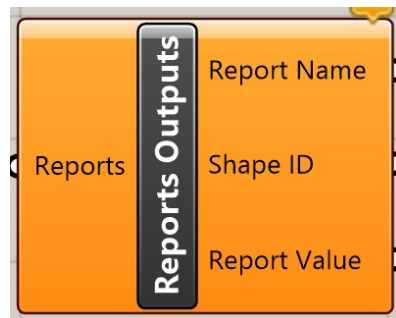 Reports
Reports Outputs
Report Name
Shape ID
Report Value